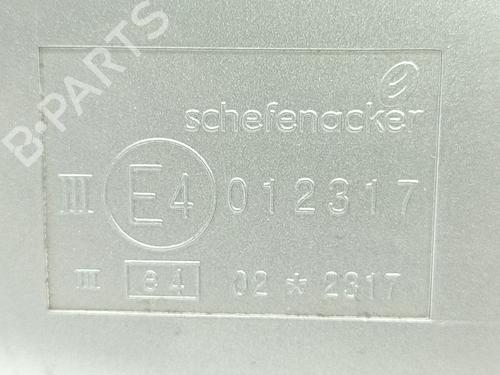 B-PARTS
schefenacker
III E4 012317
III e4 02 * 2317